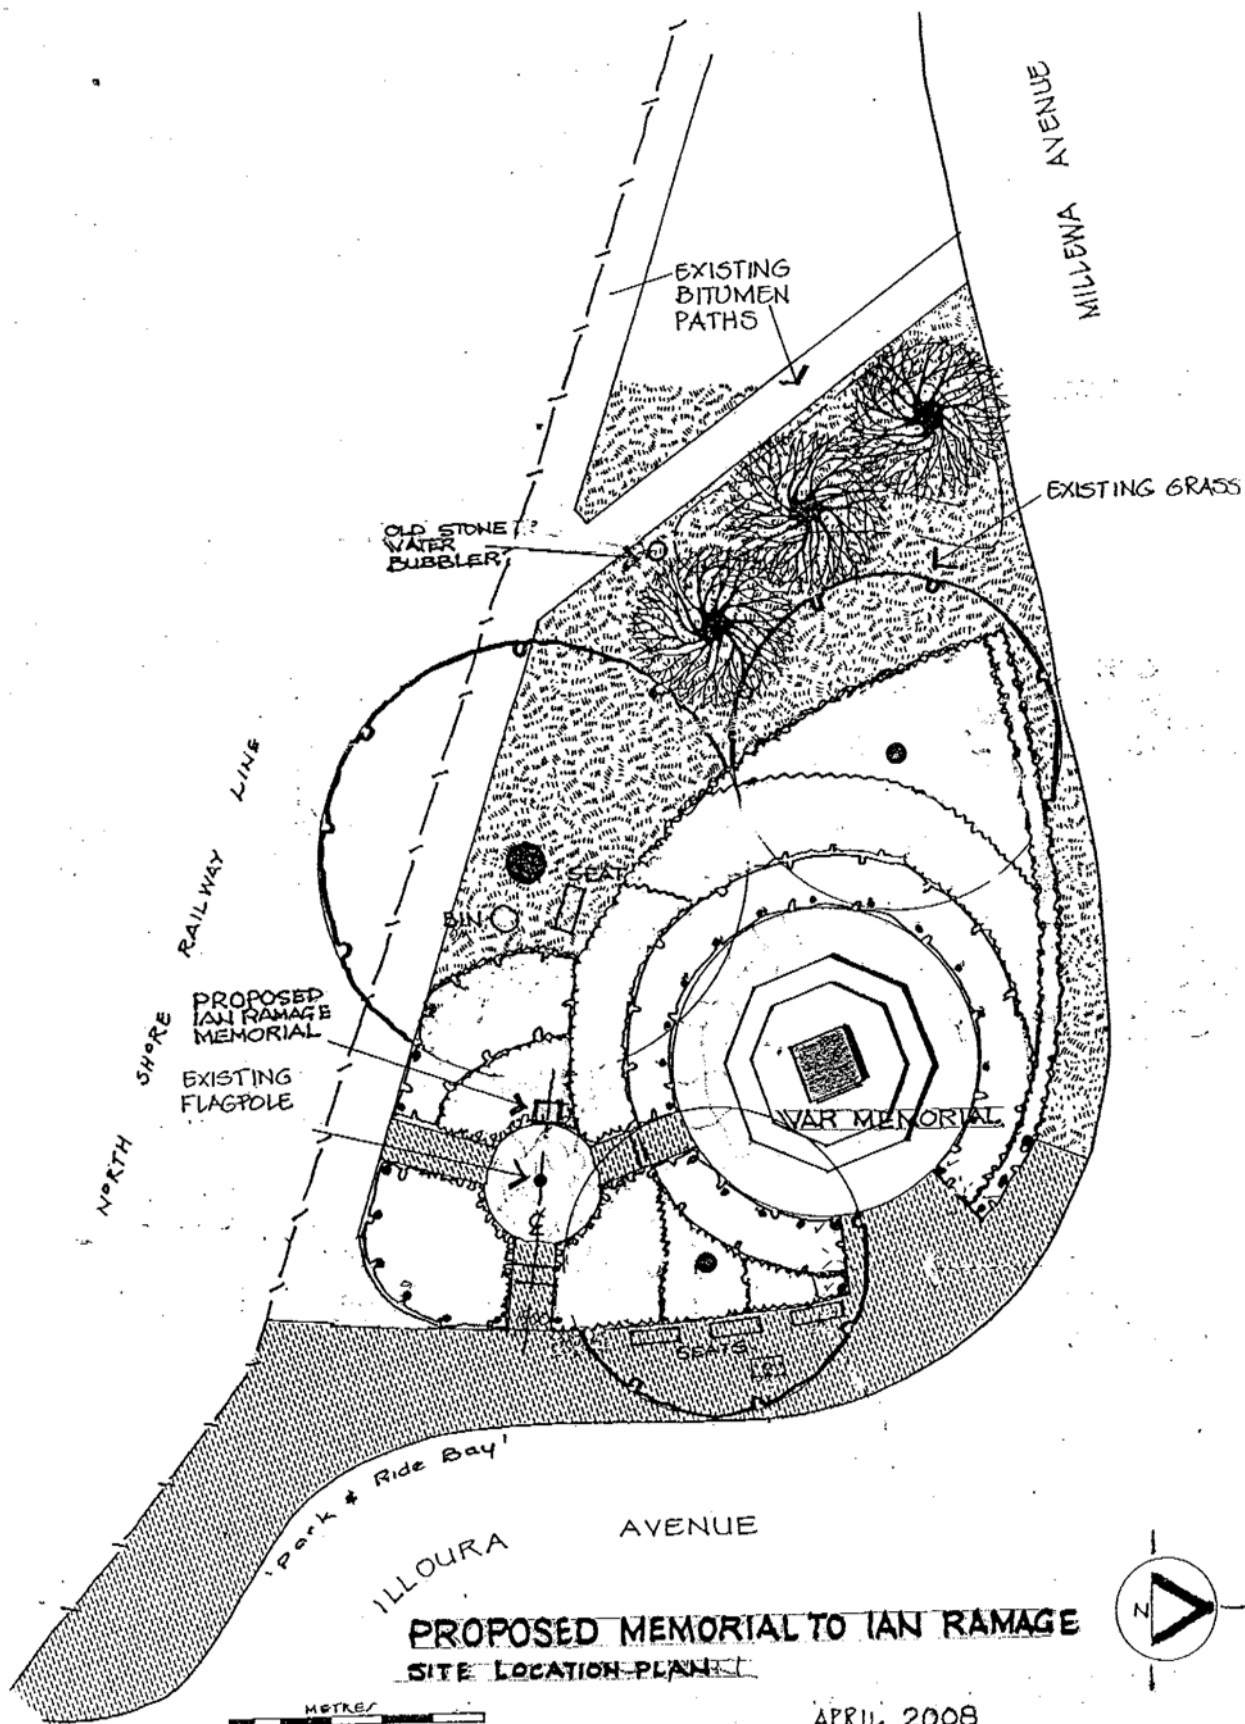 MILLEWA AVENUE
EXISTING
BITUMEN
PATHS
EXISTING GRASS
OLD STONE
WATER
BUBBLER
NORTH SHORE RAILWAY LINE
SEAT
BIN
PROPOSED
IAN RAMAGE
MEMORIAL
EXISTING
FLAGPOLE
WAR MEMORIAL
SEATS
'Park & Ride Bay'
ILLOURA AVENUE
N
PROPOSED MEMORIAL TO IAN RAMAGE
SITE LOCATION PLAN
METRES
APRIL 2008